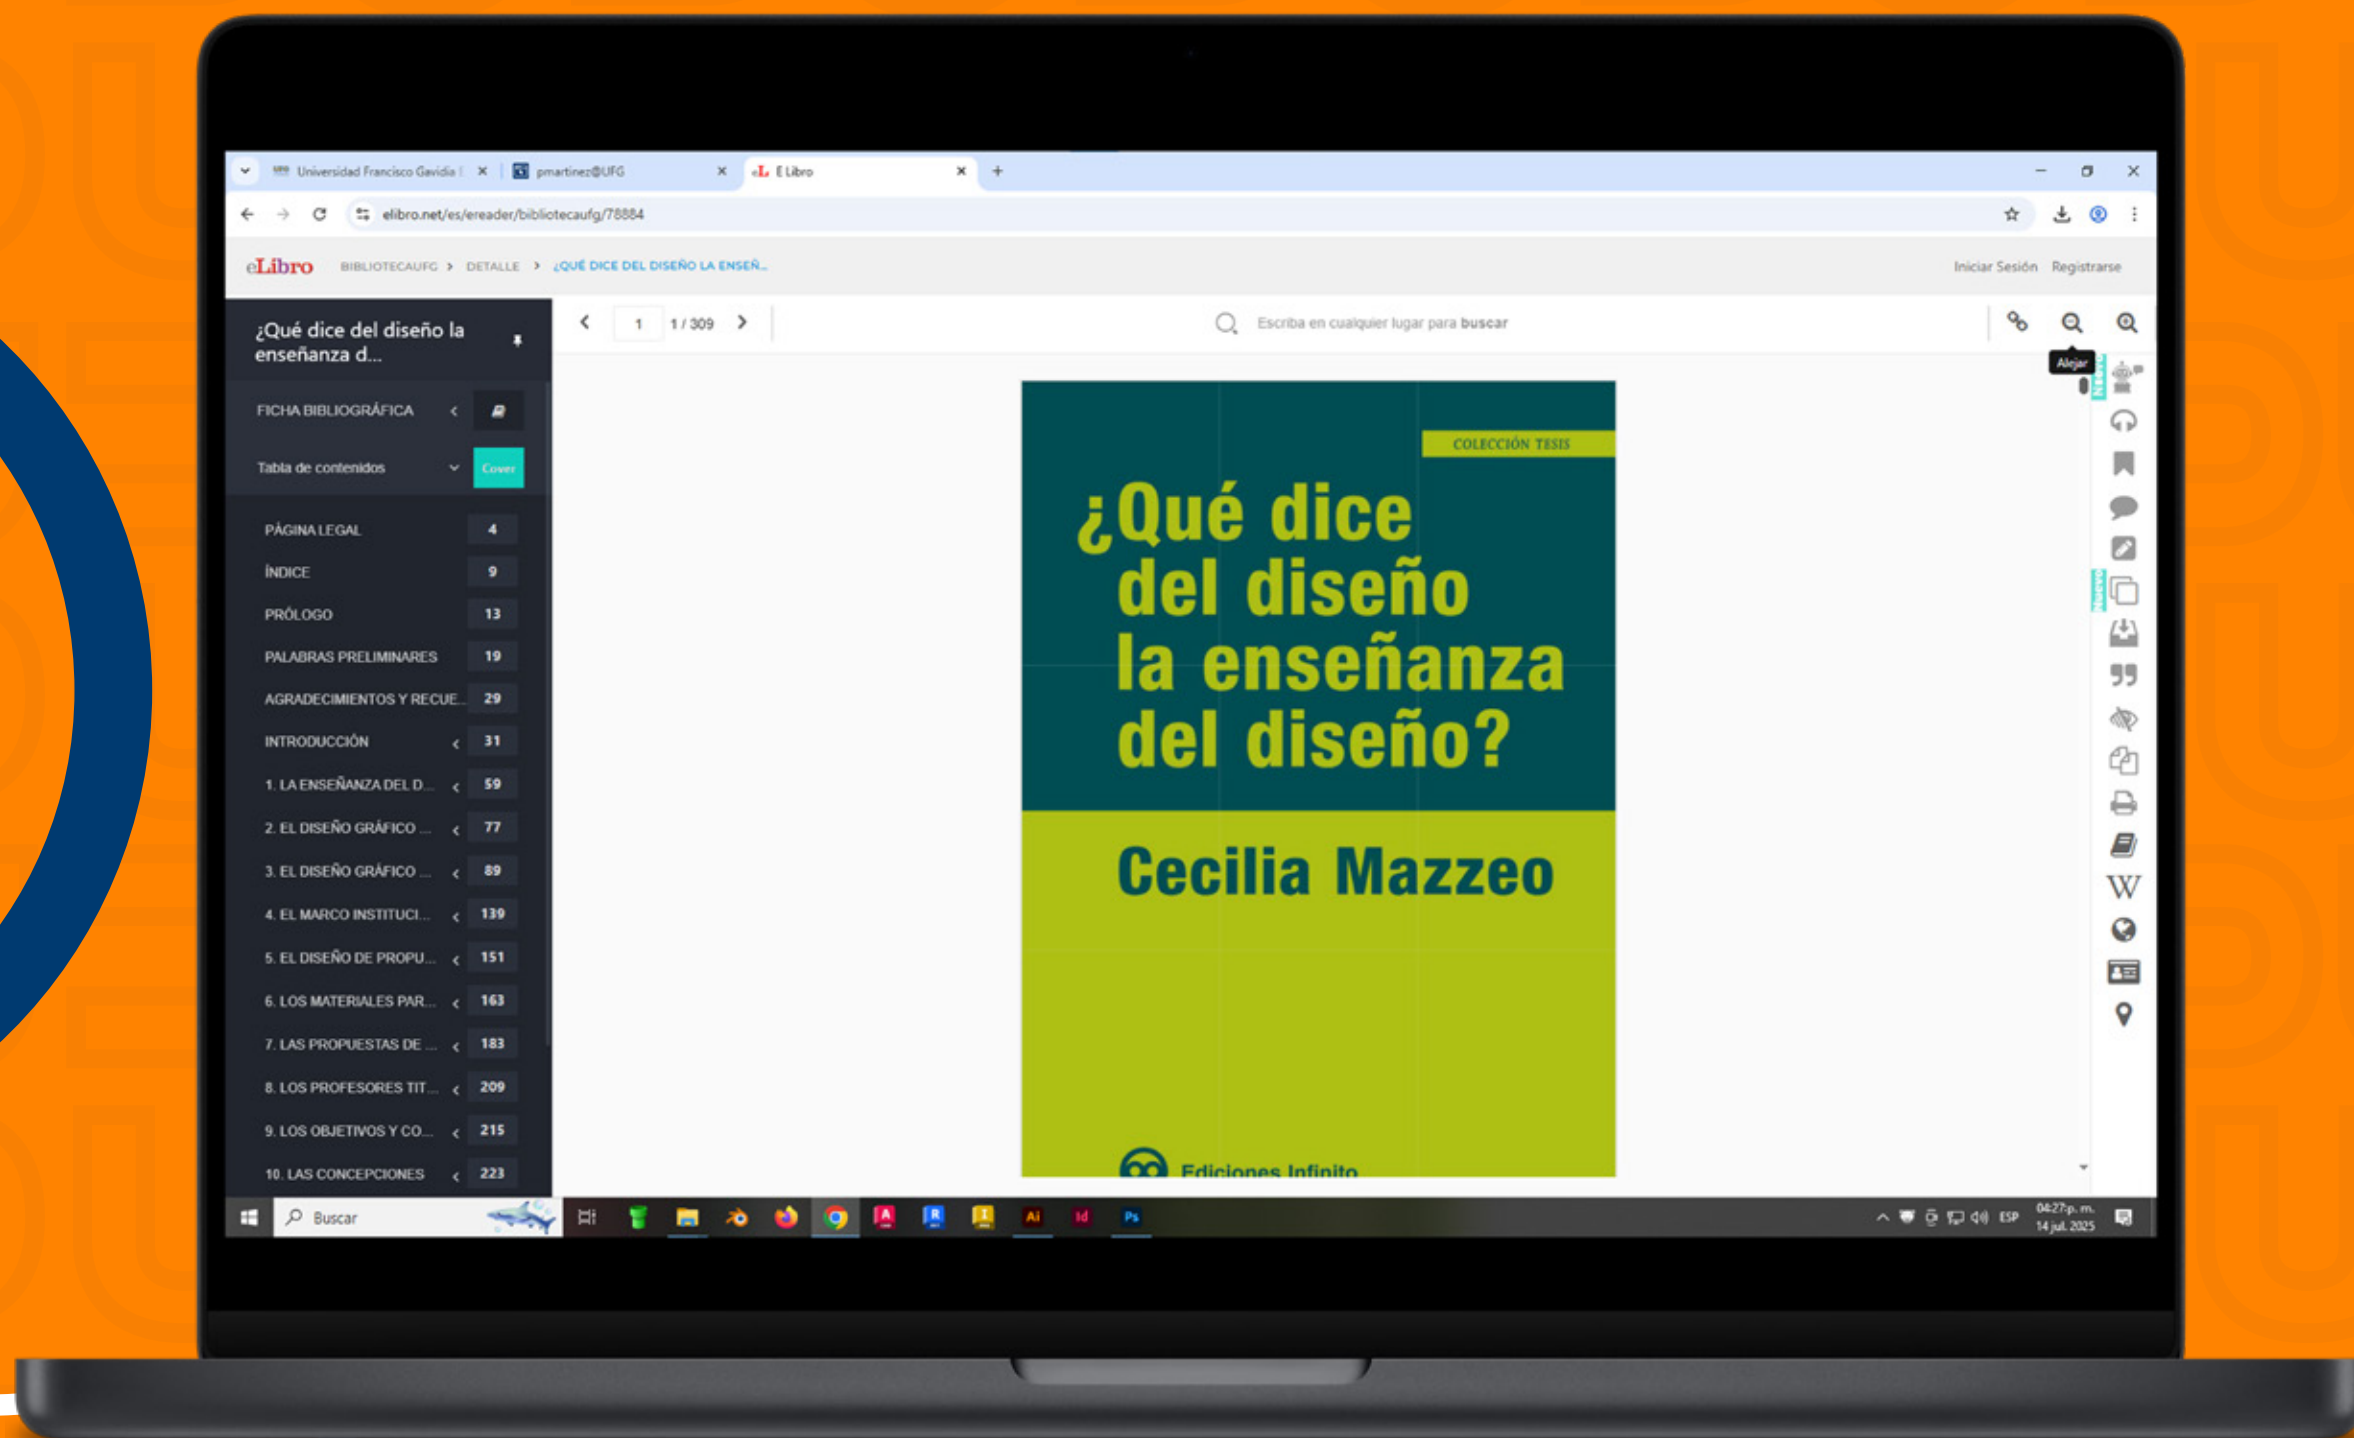 Universidad Francisco Gavidia
pmartinez@UFG
eL E Libro
elibro.net/es/ereader/bibliotecaufg/78884
eLibro BIBLIOTECAUFG > DETALLE > ¿QUÉ DICE DEL DISEÑO LA ENSEÑ...
Iniciar Sesión Registrarse
¿Qué dice del diseño la
enseñanza d...
1 1 / 309
Escriba en cualquier lugar para buscar
Alejar
Nuevo
FICHA BIBLIOGRÁFICA
Tabla de contenidos Cover
PÁGINA LEGAL 4
ÍNDICE 9
PRÓLOGO 13
PALABRAS PRELIMINARES 19
AGRADECIMIENTOS Y RECUE... 29
INTRODUCCIÓN 31
1. LA ENSEÑANZA DEL D... 59
2. EL DISEÑO GRÁFICO ... 77
3. EL DISEÑO GRÁFICO ... 89
4. EL MARCO INSTITUCI... 139
5. EL DISEÑO DE PROPU... 151
6. LOS MATERIALES PAR... 163
7. LAS PROPUESTAS DE ... 183
8. LOS PROFESORES TIT... 209
9. LOS OBJETIVOS Y CO... 215
10. LAS CONCEPCIONES 223
COLECCIÓN TESIS
¿Qué dice
del diseño
la enseñanza
del diseño?
Cecilia Mazzeo
Ediciones Infinito
Nuevo
W
Buscar
A
R
I
Ai
Id
Ps
ESP
04:27 p. m.
14 jul. 2025